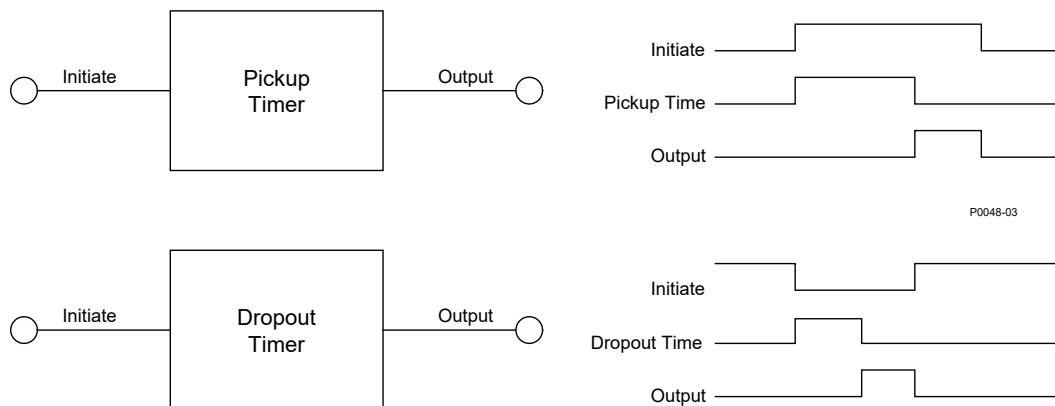 Initiate
Pickup
Timer
Output
Initiate
Pickup Time
Output
P0048-03
Initiate
Dropout
Timer
Output
Initiate
Dropout Time
Output